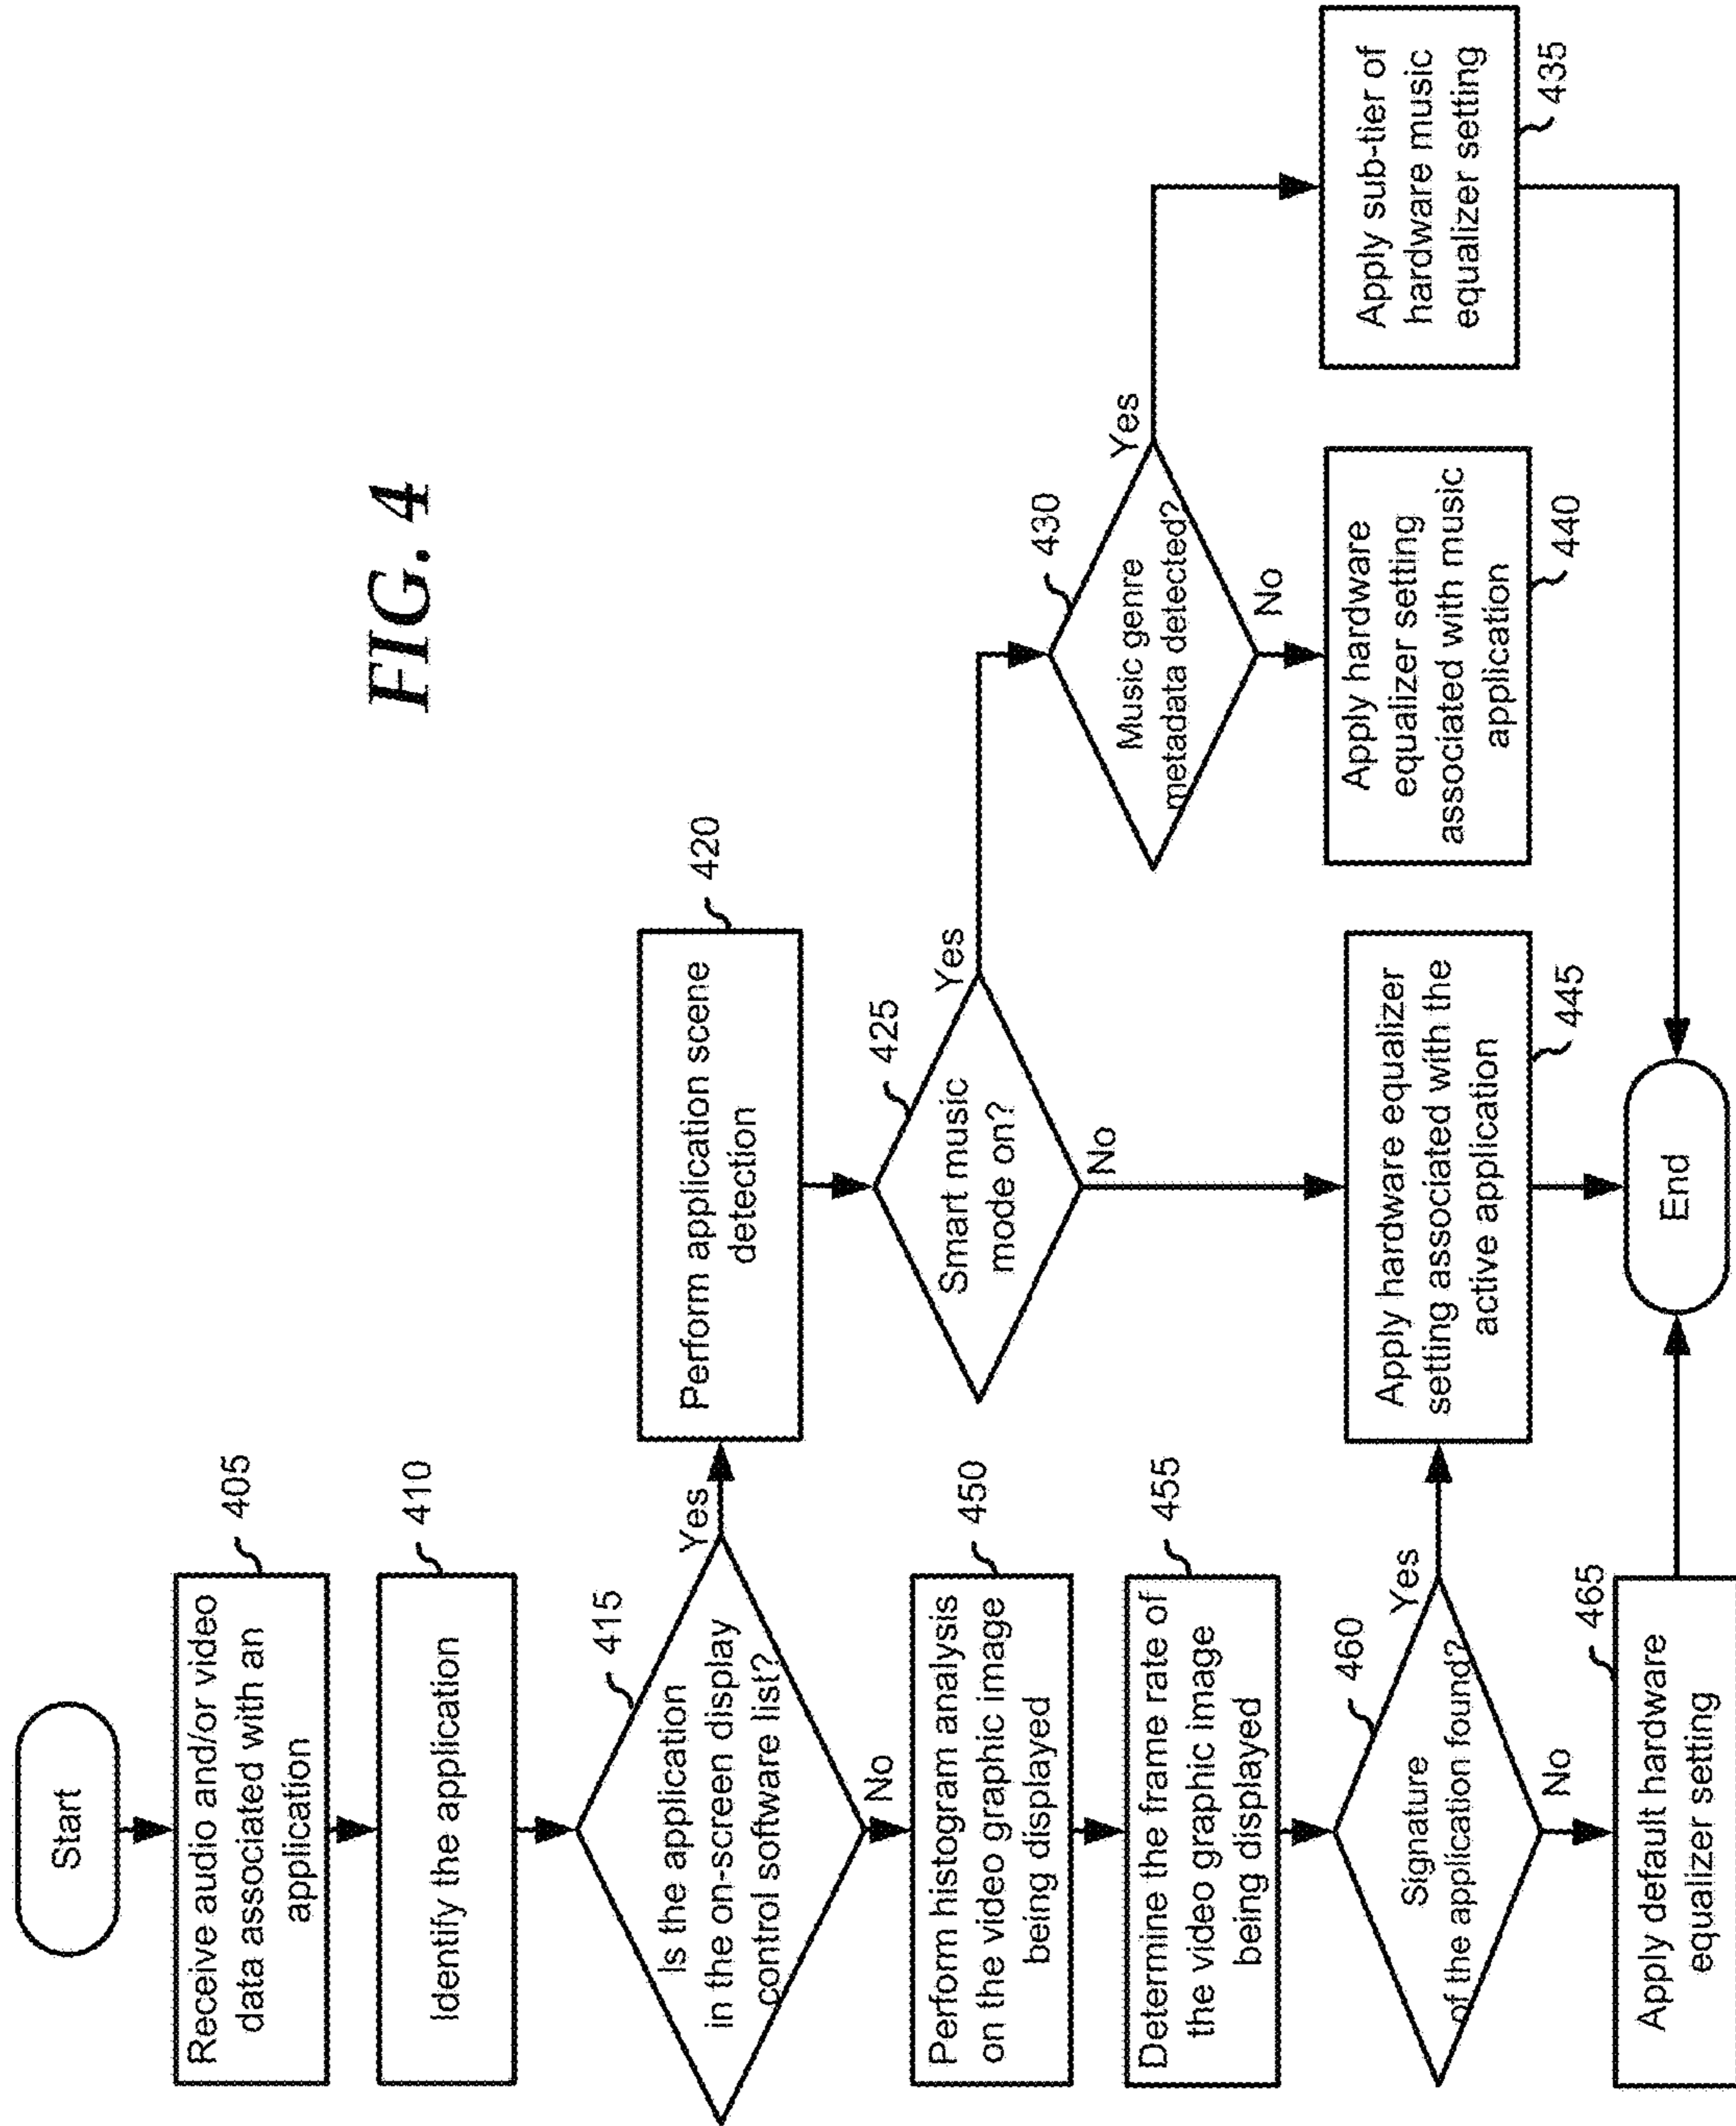 FIG. 4
Start
Receive audio and/or video
data associated with an
application
405
Identify the application
410
Is the application
in the on-screen display
control software list?
415
Yes
No
Perform application scene
detection
420
Smart music
mode on?
425
Yes
No
Music genre
metadata detected?
430
Yes
No
Apply sub-tier of
hardware music
equalizer setting
435
Apply hardware
equalizer setting
associated with music
application
440
Apply hardware equalizer
setting associated with the
active application
445
Perform histogram analysis
on the video graphic image
being displayed
450
Determine the frame rate of
the video graphic image
being displayed
455
Signature
of the application found?
460
Yes
No
Apply default hardware
equalizer setting
465
End